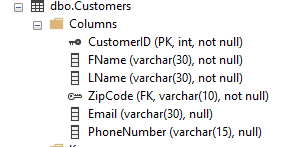 dbo.Customers
Columns
CustomerID (PK, int, not null)
FName (varchar(30), not null)
LName (varchar(30), not null)
ZipCode (FK, varchar(10), not null)
Email (varchar(30), null)
PhoneNumber (varchar(15), null)